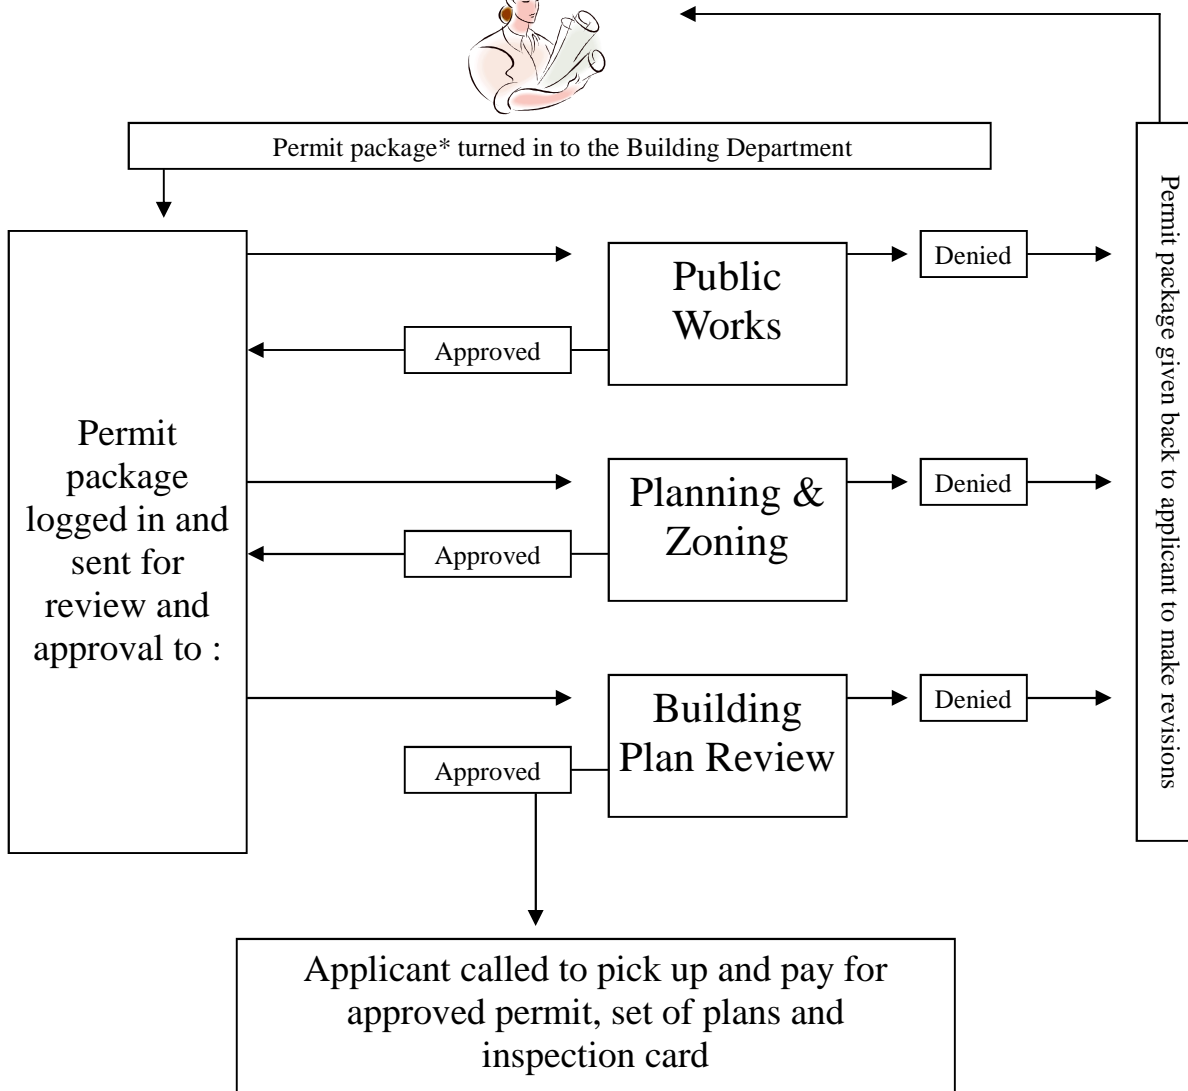 Permit package* turned in to the Building Department
Permit
package
logged in and
sent for
review and
approval to :
Public
Works
Denied
Approved
Planning &
Zoning
Denied
Approved
Building
Plan Review
Denied
Approved
Permit package given back to applicant to make revisions
Applicant called to pick up and pay for
approved permit, set of plans and
inspection card